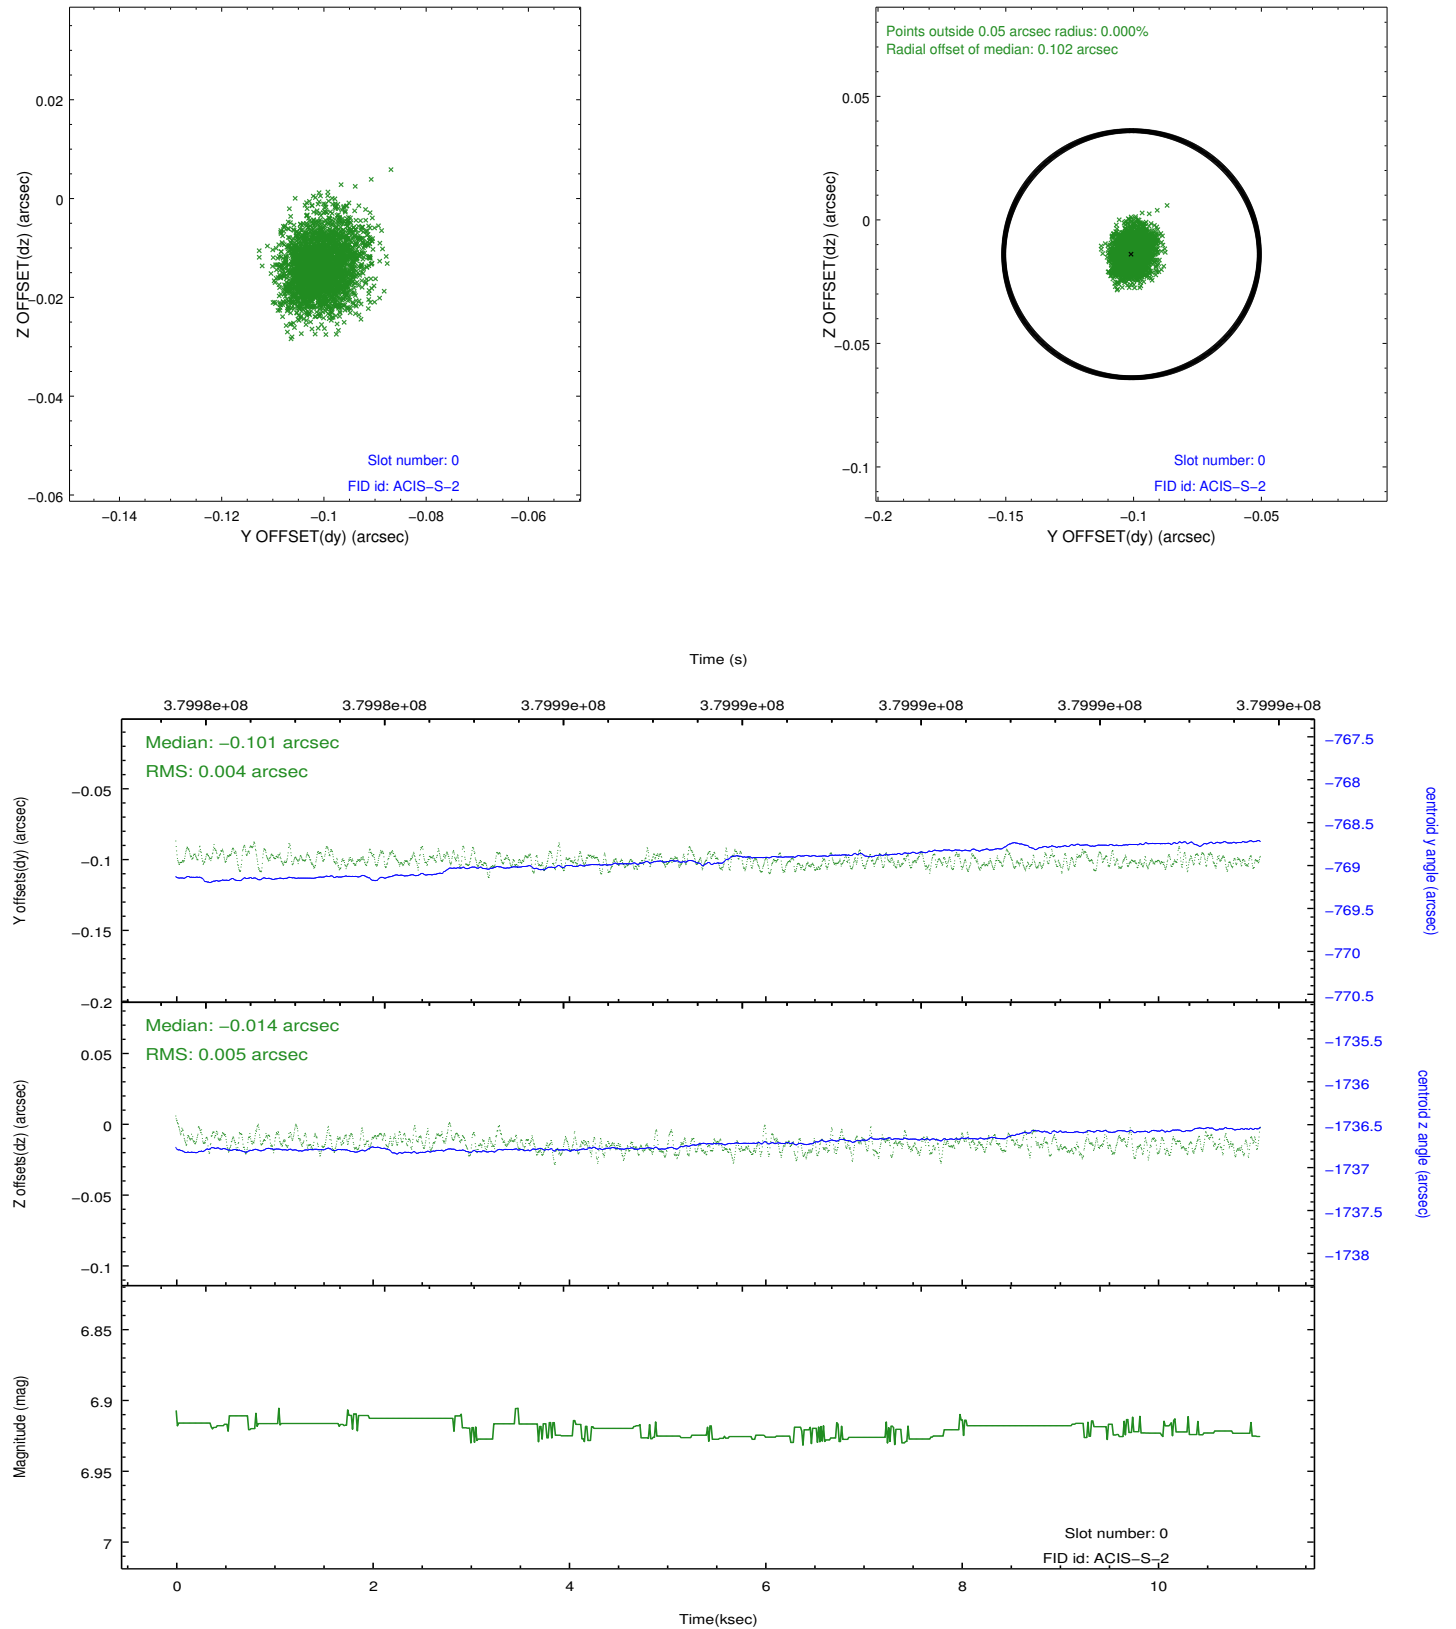 0.02
0
−0.02
−0.04
−0.06
−0.14
−0.12
−0.1
−0.08
−0.06
Z OFFSET(dz) (arcsec)
Y OFFSET(dy) (arcsec)
Slot number: 0
FID id: ACIS−S−2
Points outside 0.05 arcsec radius: 0.000%
Radial offset of median: 0.102 arcsec
0.05
0
−0.05
−0.1
−0.2
−0.15
−0.1
−0.05
Z OFFSET(dz) (arcsec)
Y OFFSET(dy) (arcsec)
Slot number: 0
FID id: ACIS−S−2
Time (s)
3.7998e+08
3.7998e+08
3.7999e+08
3.7999e+08
3.7999e+08
3.7999e+08
3.7999e+08
Median: −0.101 arcsec
RMS: 0.004 arcsec
−0.05
−0.1
−0.15
−0.2
Y offsets(dy) (arcsec)
−767.5
−768
−768.5
−769
−769.5
−770
−770.5
centroid y angle (arcsec)
Median: −0.014 arcsec
RMS: 0.005 arcsec
0.05
0
−0.05
−0.1
Z offsets(dz) (arcsec)
−1735.5
−1736
−1736.5
−1737
−1737.5
−1738
centroid z angle (arcsec)
6.85
6.9
6.95
7
Magnitude (mag)
Slot number: 0
FID id: ACIS−S−2
0
2
4
6
8
10
Time(ksec)